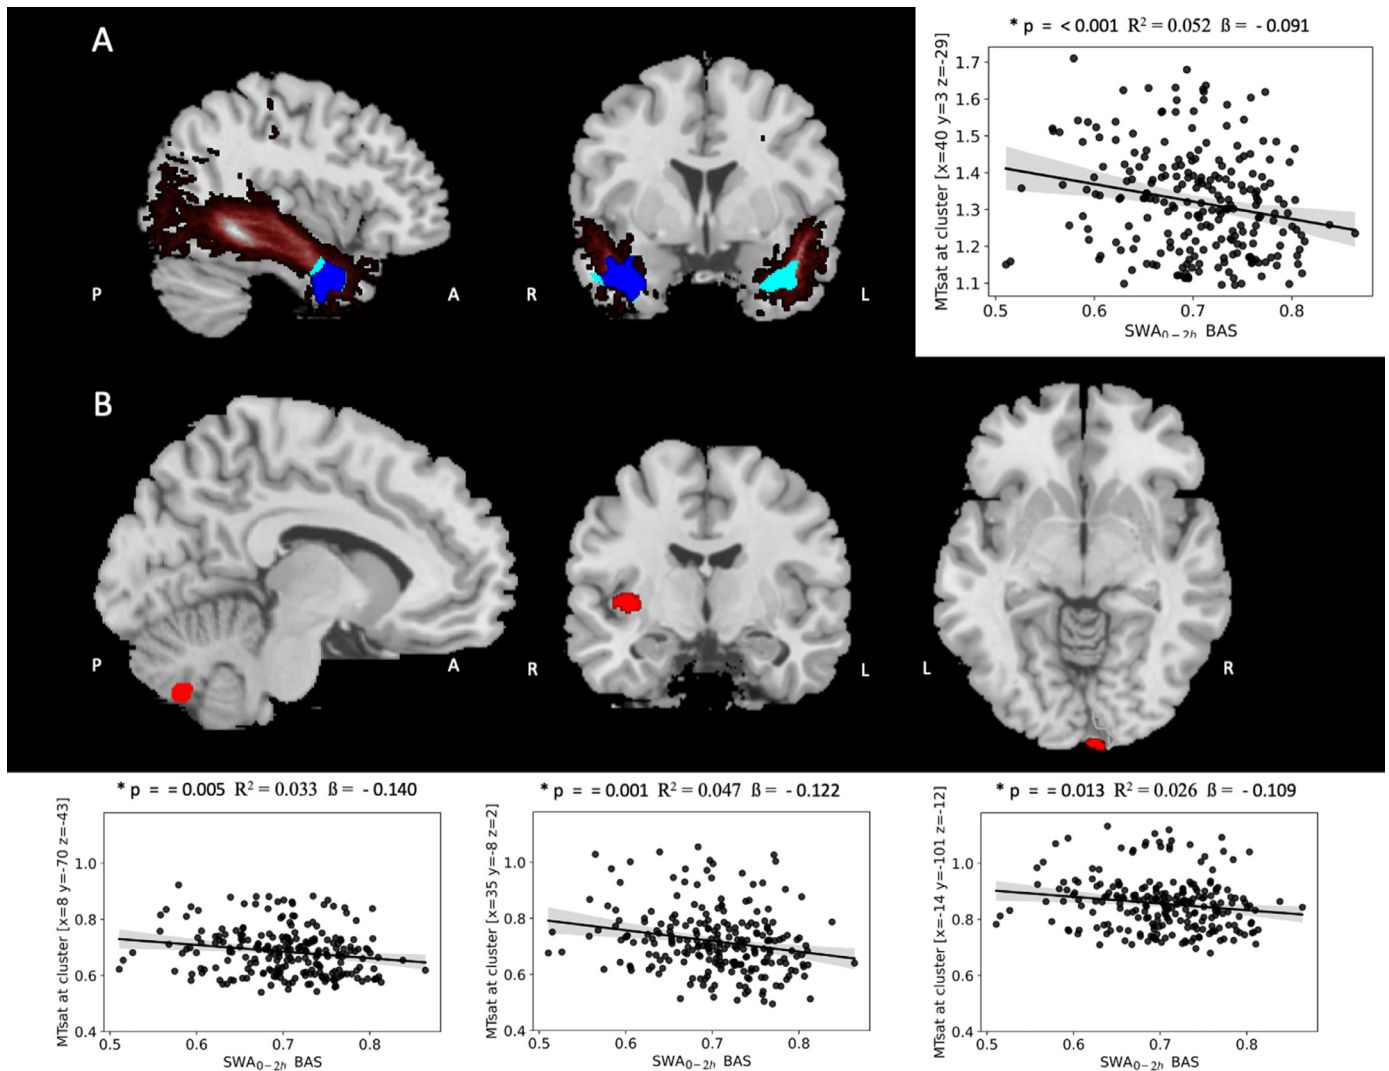 A
P
A
R
L
* p = < 0.001 R² = 0.052 ß = - 0.091
MTsat at cluster [x=40 y=3 z=-29]
1.7
1.6
1.5
1.4
1.3
1.2
1.1
0.5 0.6 0.7 0.8
SWA₀₋₂ₕ BAS
B
P
A
R
L
L
R
* p = = 0.005 R² = 0.033 ß = - 0.140
MTsat at cluster [x=8 y=-70 z=-43]
1.0
0.8
0.6
0.4
0.5 0.6 0.7 0.8
SWA₀₋₂ₕ BAS
* p = = 0.001 R² = 0.047 ß = - 0.122
MTsat at cluster [x=35 y=-8 z=2]
1.0
0.8
0.6
0.4
0.5 0.6 0.7 0.8
SWA₀₋₂ₕ BAS
* p = = 0.013 R² = 0.026 ß = - 0.109
MTsat at cluster [x=-14 y=-101 z=-12]
1.0
0.8
0.6
0.4
0.5 0.6 0.7 0.8
SWA₀₋₂ₕ BAS